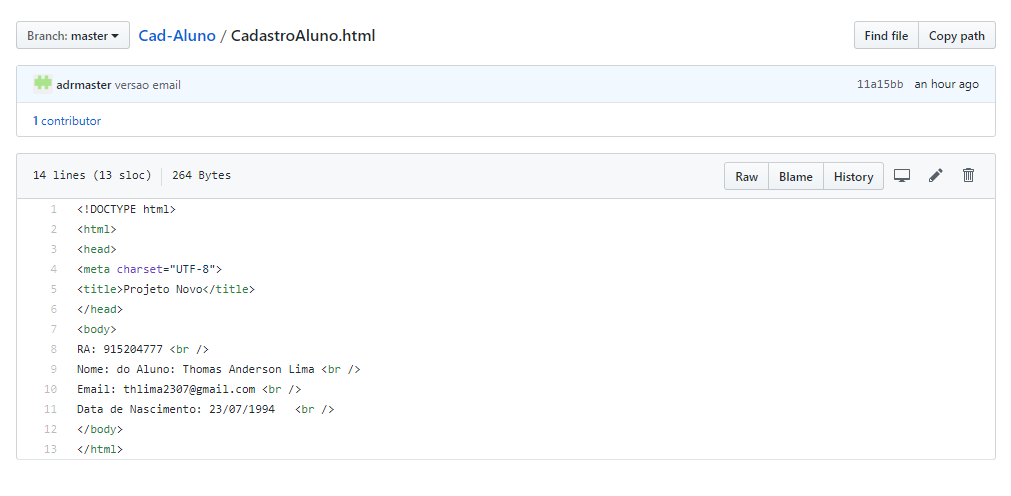 Branch: master Cad-Aluno / CadastroAluno.html Find file Copy path
adrmaster versao email 11a15bb an hour ago
1 contributor
14 lines (13 sloc) 264 Bytes Raw Blame History
1 <!DOCTYPE html>
2 <html>
3 <head>
4 <meta charset="UTF-8">
5 <title>Projeto Novo</title>
6 </head>
7 <body>
8 RA: 915204777 <br />
9 Nome: do Aluno: Thomas Anderson Lima <br />
10 Email: thlima2307@gmail.com <br />
11 Data de Nascimento: 23/07/1994   <br />
12 </body>
13 </html>